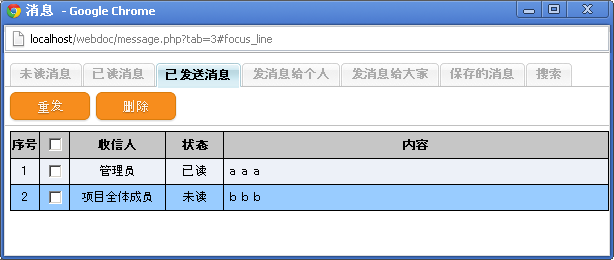 消息 - Google Chrome
localhost/webdoc/message.php?tab=3#focus_line
未读消息 已读消息 已发送消息 发消息给个人 发消息给大家 保存的消息 搜索
重发 删除
序号 收信人 状态 内容
1 管理员 已读 a a a
2 项目全体成员 未读 b b b